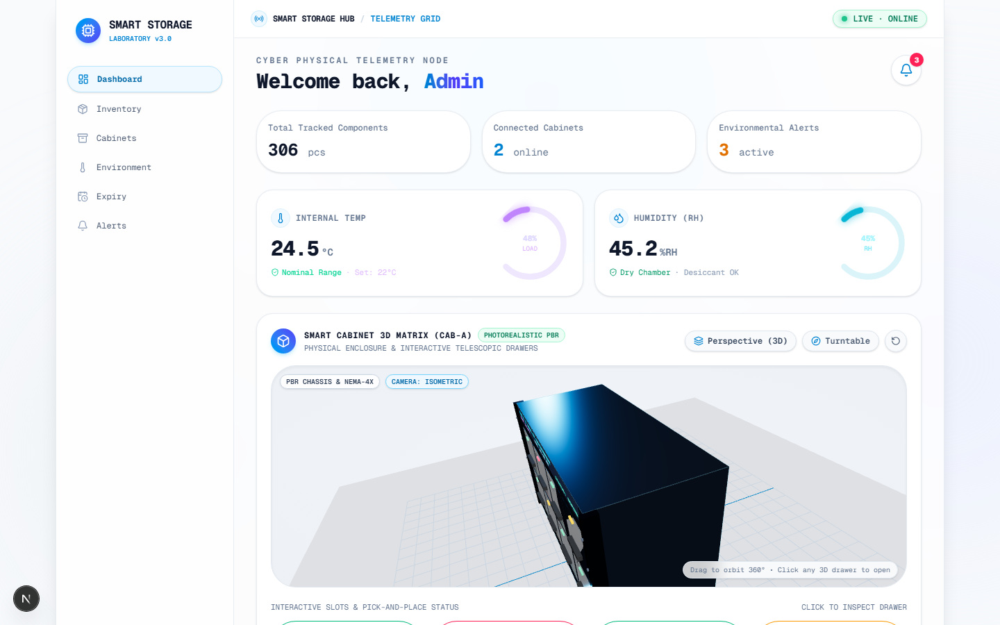 SMART STORAGE
LABORATORY v3.0
Dashboard
Inventory
Cabinets
Environment
Expiry
Alerts
SMART STORAGE HUB / TELEMETRY GRID
LIVE · ONLINE
CYBER PHYSICAL TELEMETRY NODE
Welcome back, Admin
3
Total Tracked Components
306 pcs
Connected Cabinets
2 online
Environmental Alerts
3 active
INTERNAL TEMP
24.5 °C
Nominal Range · Set: 22°C
48%
LOAD
HUMIDITY (RH)
45.2 %RH
Dry Chamber · Desiccant OK
45%
RH
SMART CABINET 3D MATRIX (CAB-A) PHOTOREALISTIC PBR
PHYSICAL ENCLOSURE & INTERACTIVE TELESCOPIC DRAWERS
Perspective (3D)
Turntable
PBR CHASSIS & NEMA-4X
CAMERA: ISOMETRIC
Drag to orbit 360° • Click any 3D drawer to open
INTERACTIVE SLOTS & PICK-AND-PLACE STATUS
CLICK TO INSPECT DRAWER
N